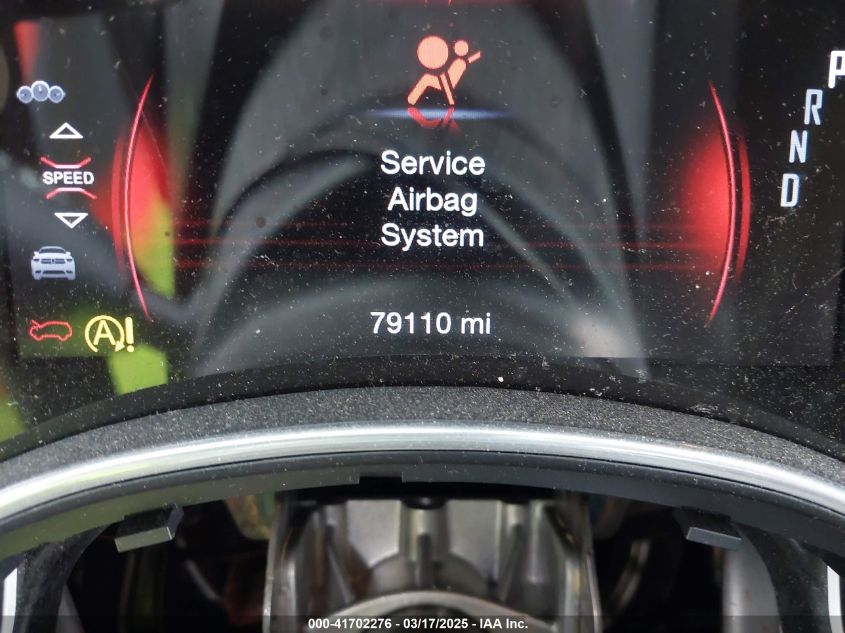 P
R
N
D
SPEED
Service
Airbag
System
79110 mi
A!
000-41702276 - 03/17/2025 - IAA Inc.